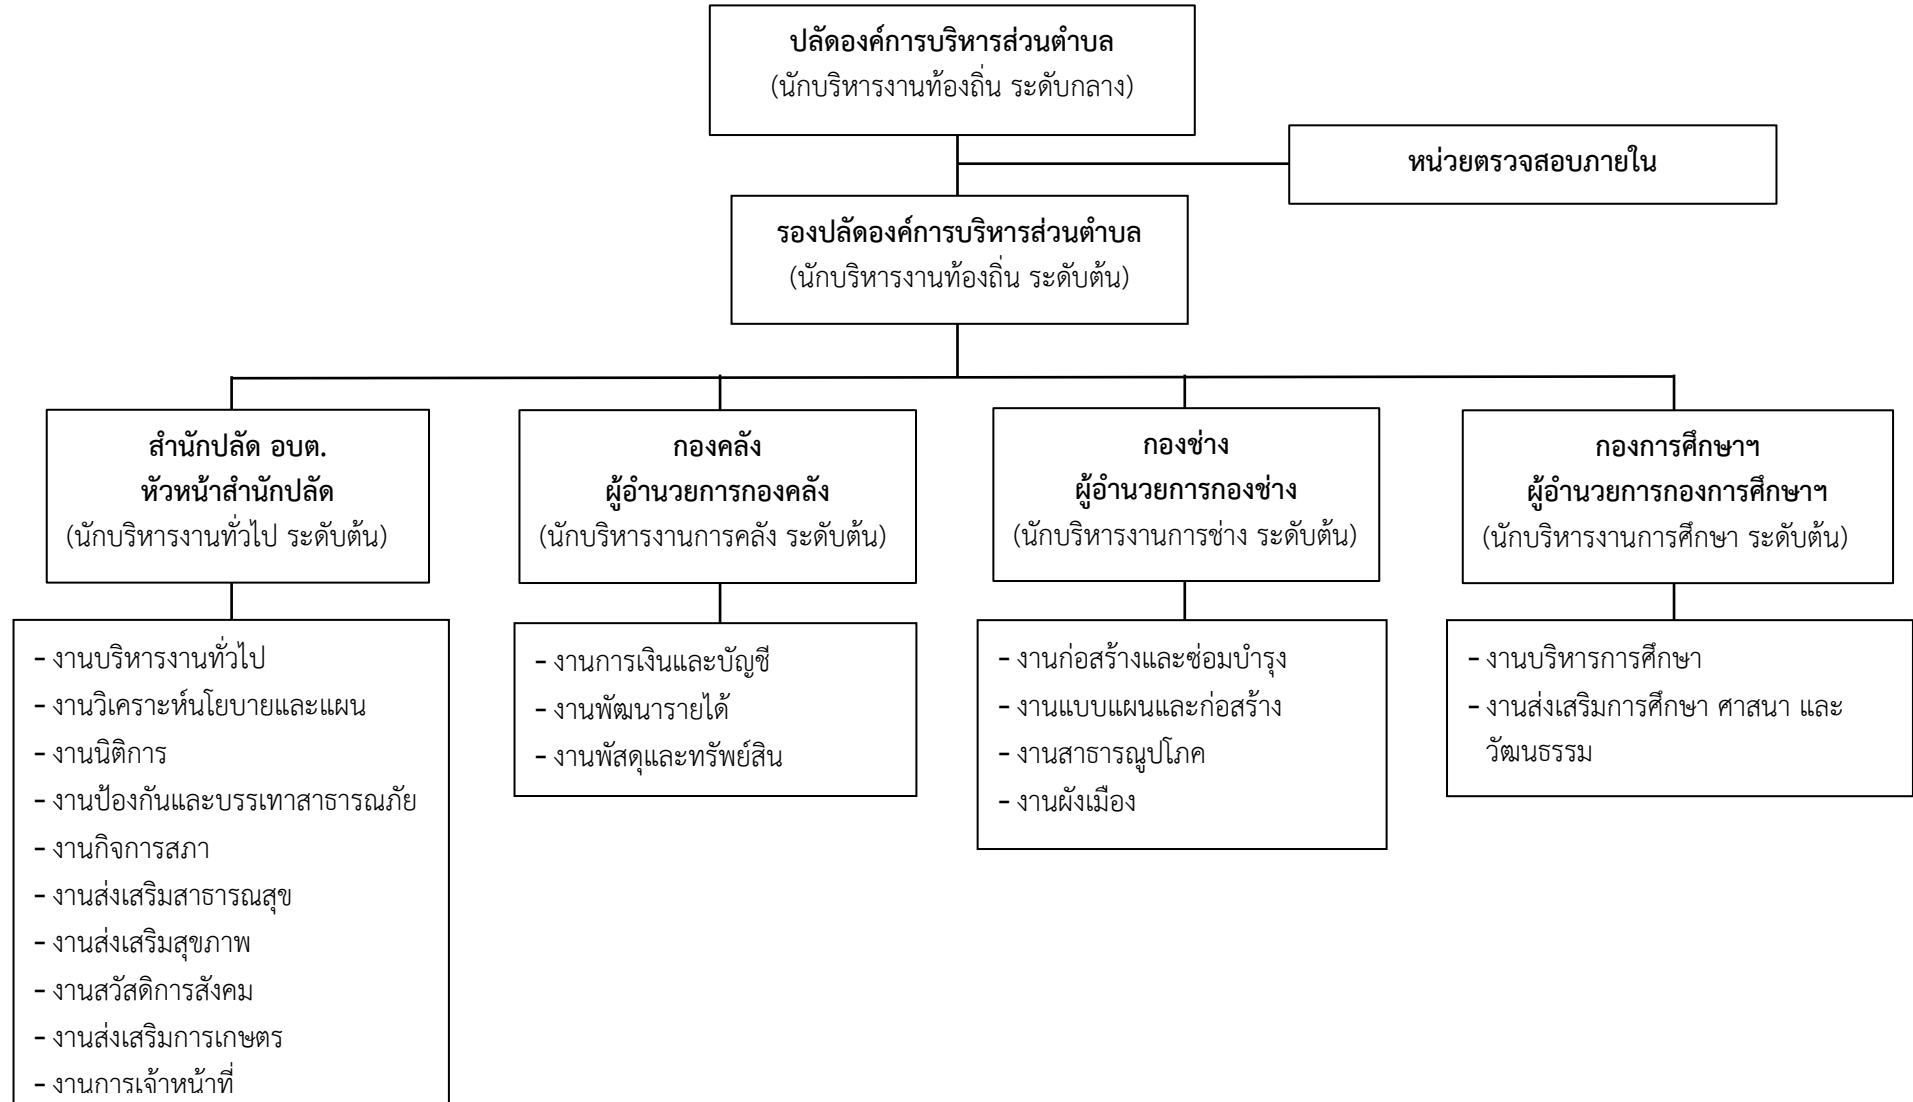 ปลัดองค์การบริหารส่วนตำบล
(นักบริหารงานท้องถิ่น ระดับกลาง)
หน่วยตรวจสอบภายใน
รองปลัดองค์การบริหารส่วนตำบล
(นักบริหารงานท้องถิ่น ระดับต้น)
สำนักปลัด อบต.
หัวหน้าสำนักปลัด
(นักบริหารงานทั่วไป ระดับต้น)
กองคลัง
ผู้อำนวยการกองคลัง
(นักบริหารงานการคลัง ระดับต้น)
กองช่าง
ผู้อำนวยการกองช่าง
(นักบริหารงานการช่าง ระดับต้น)
กองการศึกษาฯ
ผู้อำนวยการกองการศึกษาฯ
(นักบริหารงานการศึกษา ระดับต้น)
- งานบริหารงานทั่วไป
- งานวิเคราะห์นโยบายและแผน
- งานนิติการ
- งานป้องกันและบรรเทาสาธารณภัย
- งานกิจการสภา
- งานส่งเสริมสาธารณสุข
- งานส่งเสริมสุขภาพ
- งานสวัสดิการสังคม
- งานส่งเสริมการเกษตร
- งานการเจ้าหน้าที่
- งานการเงินและบัญชี
- งานพัฒนารายได้
- งานพัสดุและทรัพย์สิน
- งานก่อสร้างและซ่อมบำรุง
- งานแบบแผนและก่อสร้าง
- งานสาธารณูปโภค
- งานผังเมือง
- งานบริหารการศึกษา
- งานส่งเสริมการศึกษา ศาสนา และ
วัฒนธรรม